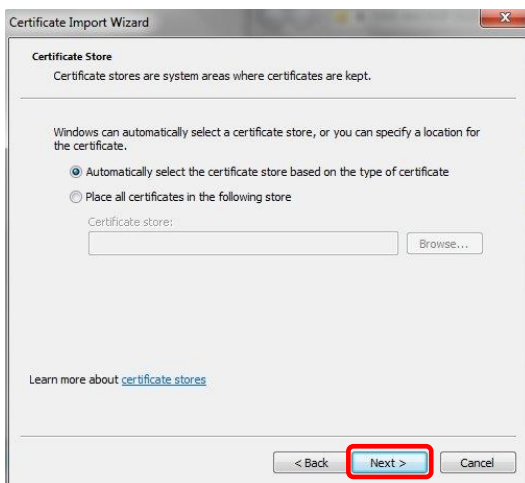 Certificate Import Wizard
Certificate Store
Certificate stores are system areas where certificates are kept.
Windows can automatically select a certificate store, or you can specify a location for
the certificate.
Automatically select the certificate store based on the type of certificate
Place all certificates in the following store
Certificate store:
Browse...
Learn more about certificate stores
< Back Next > Cancel